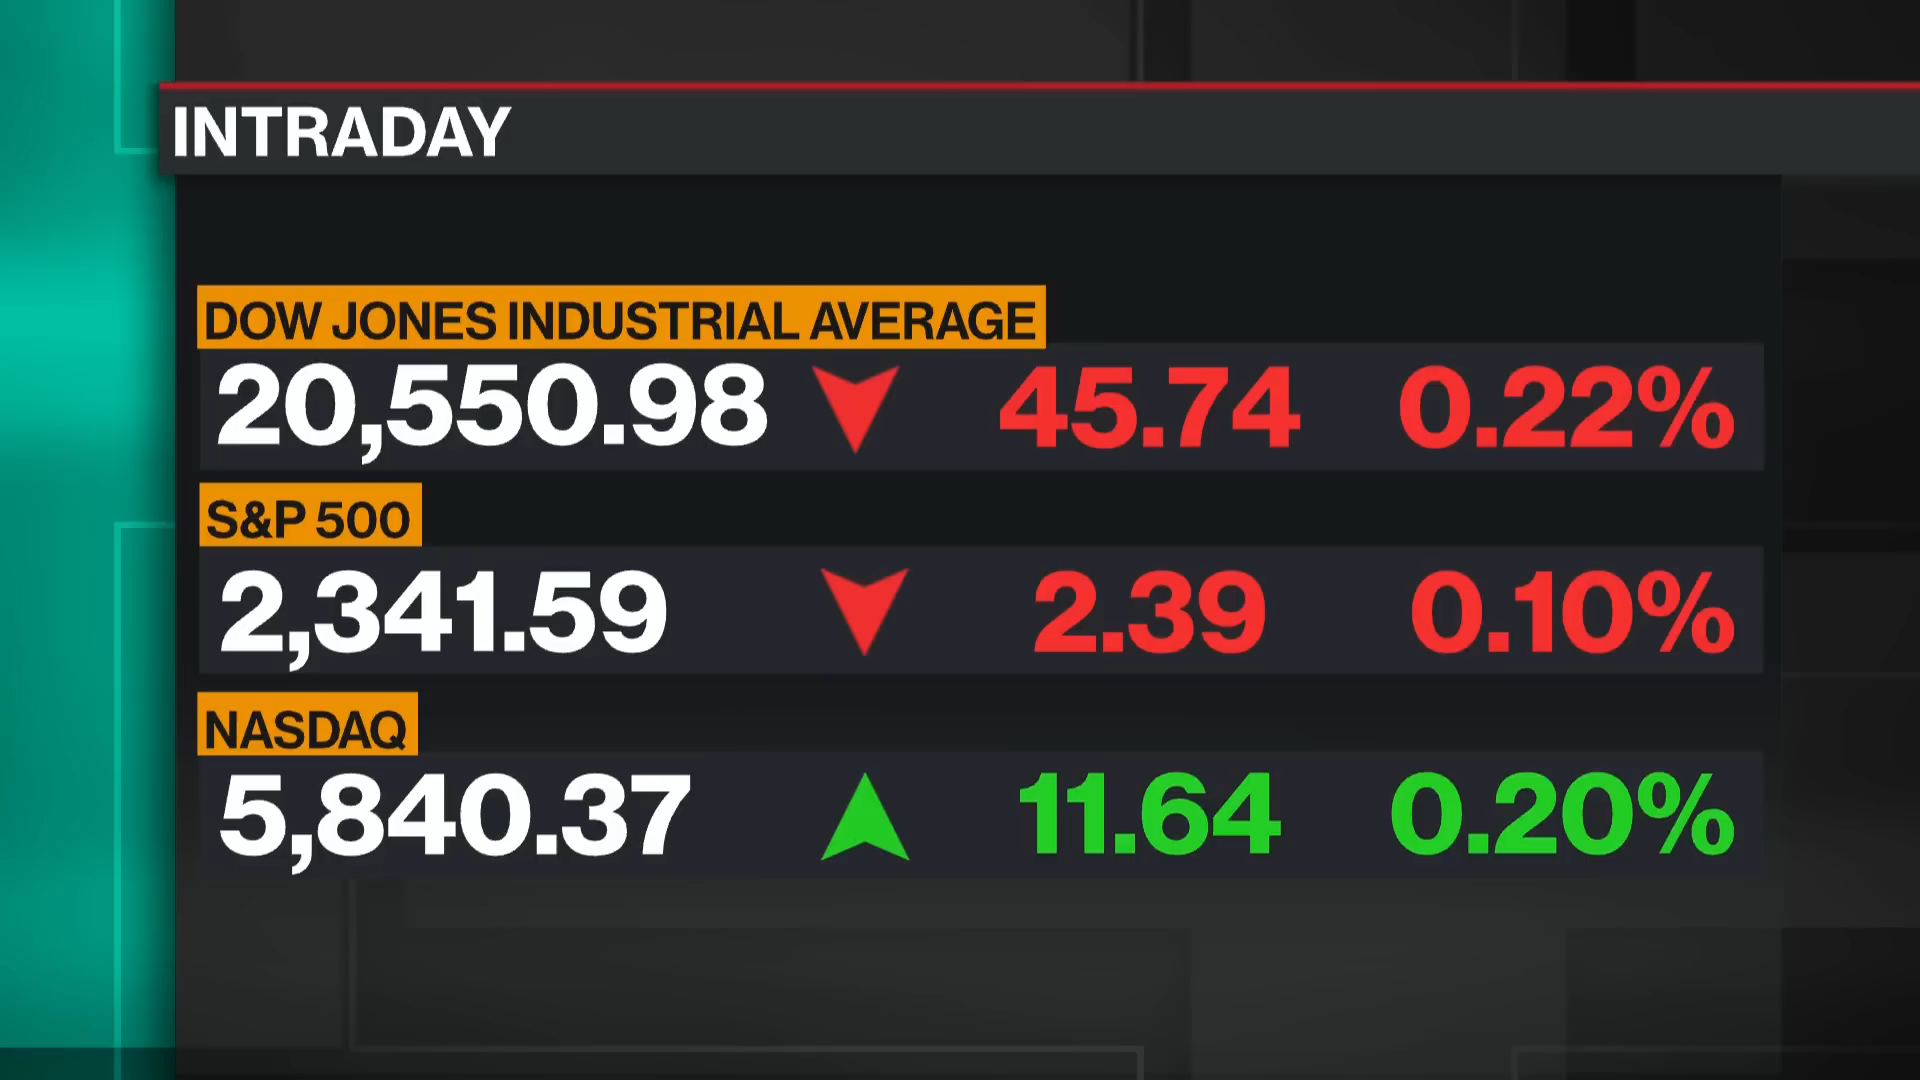 INTRADAY
DOW JONES INDUSTRIAL AVERAGE
20,550.98 45.74 0.22%
S&P 500
2,341.59 2.39 0.10%
NASDAQ
5,840.37 11.64 0.20%